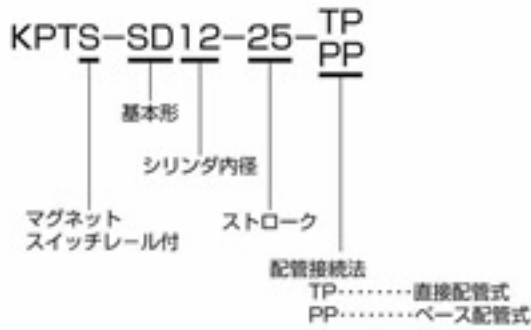 KPTS-SD12-25-TP
PP
基本形
シリンダ内径
マグネット
スイッチレール付
ストローク
配管接続法
TP‥‥‥‥直接配管式
PP‥‥‥‥ベース配管式